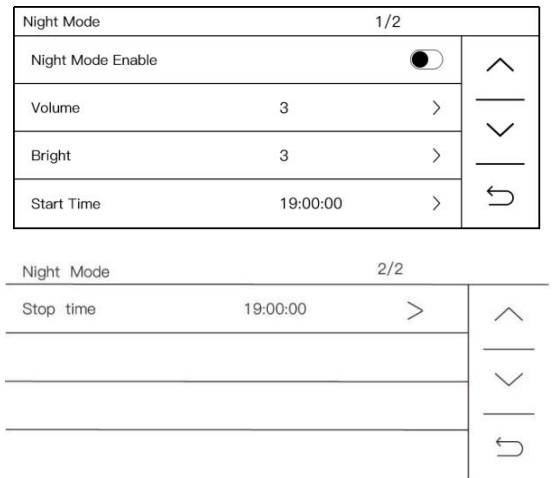 Night Mode 1/2
Night Mode Enable
Volume 3
Bright 3
Start Time 19:00:00
Night Mode 2/2
Stop time 19:00:00